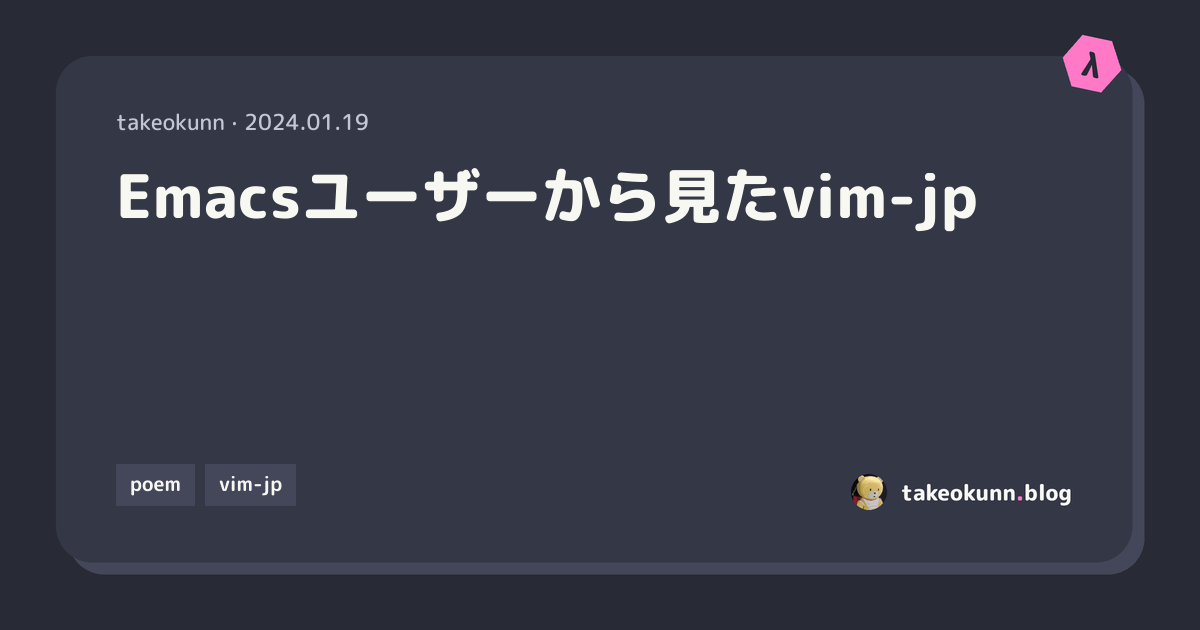 λ
takeokunn · 2024.01.19
Emacsユーザーから見たvim-jp
poem vim-jp
takeokunn.blog